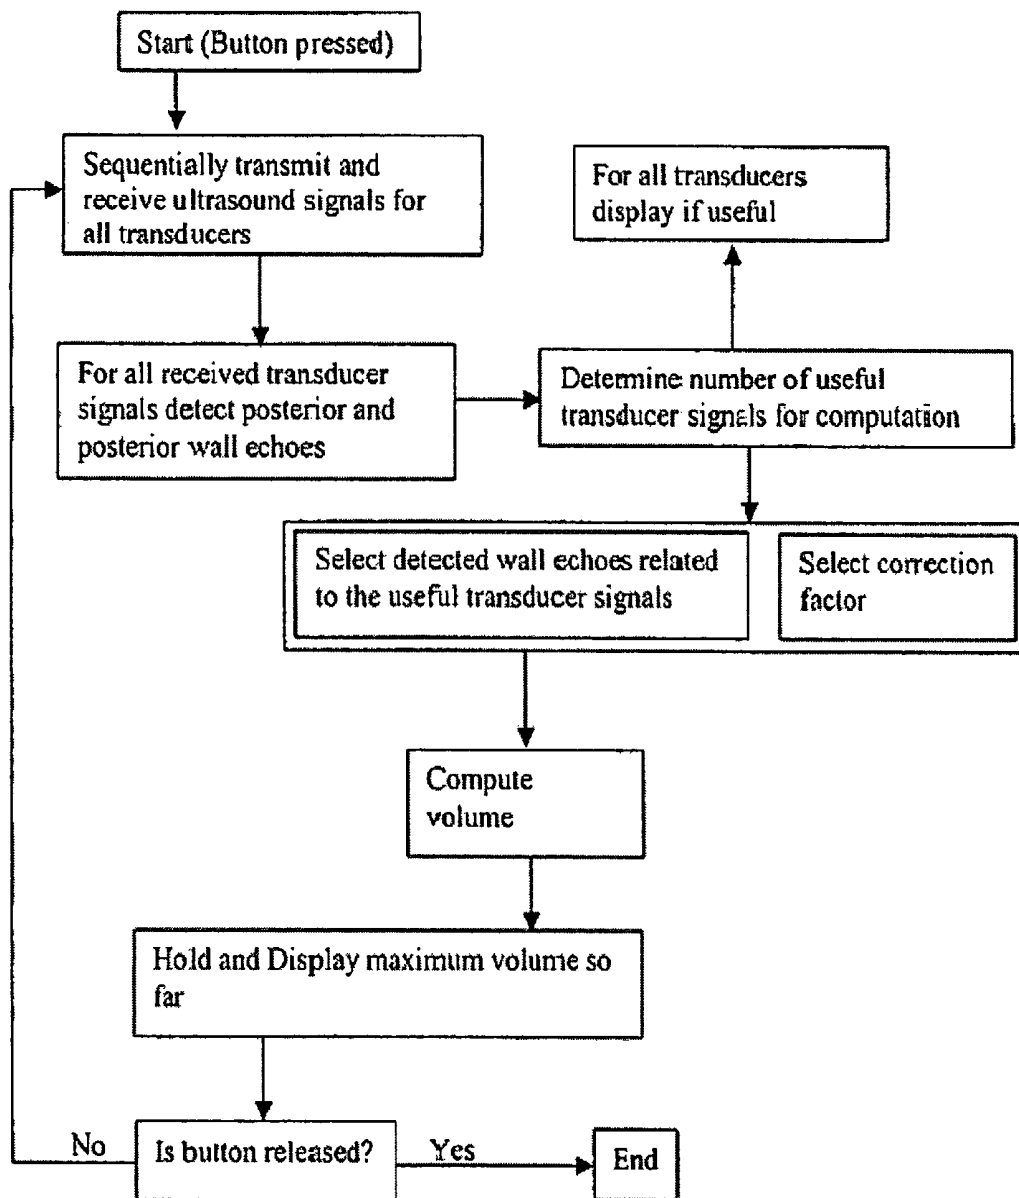 Start (Button pressed)
Sequentially transmit and
receive ultrasound signals for
all transducers
For all transducers
display if useful
For all received transducer
signals detect posterior and
posterior wall echoes
Determine number of useful
transducer signals for computation
Select detected wall echoes related
to the useful transducer signals
Select correction
factor
Compute
volume
Hold and Display maximum volume so
far
No
Is button released?
Yes
End